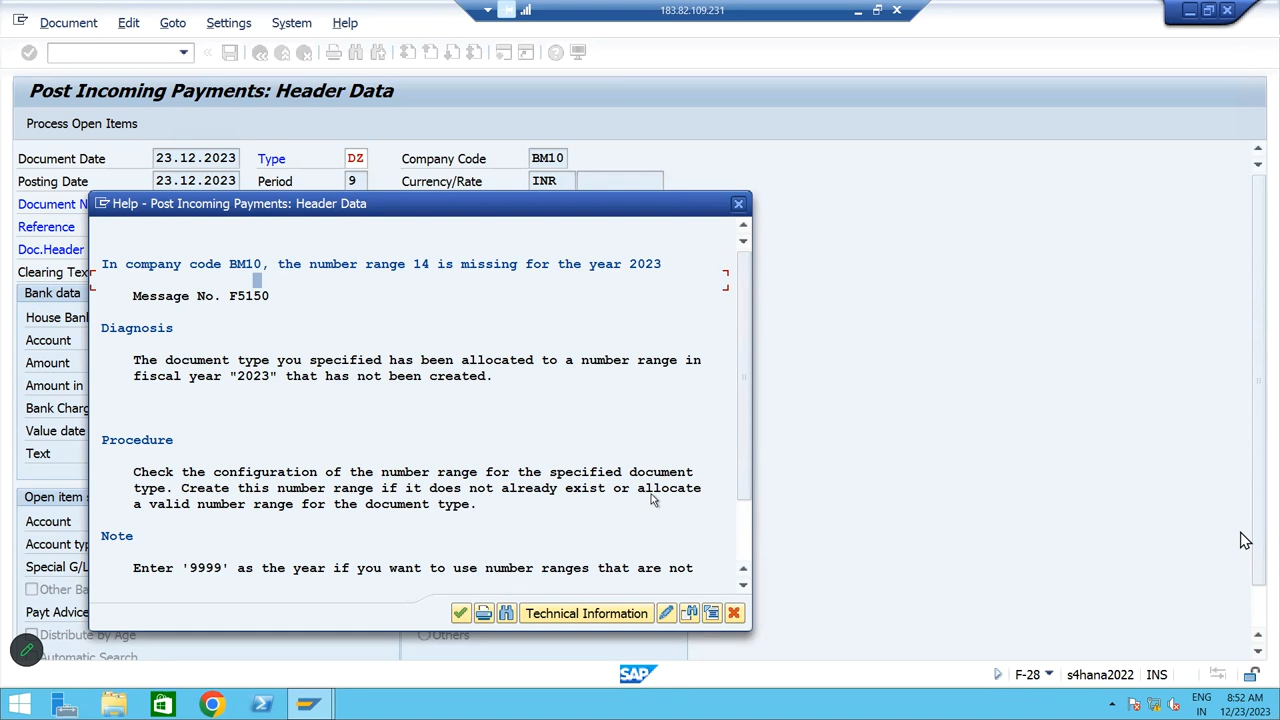 Document Edit Goto Settings System Help
183.82.109.231
Post Incoming Payments: Header Data
Process Open Items
Document Date 23.12.2023 Type DZ Company Code BM10
Posting Date 23.12.2023 Period 9 Currency/Rate INR
Document N
Reference
Doc.Header
Clearing Tex
Bank data
House Ban
Account
Amount
Amount in
Bank Charg
Value date
Text
Open item s
Account
Account typ
Special G/L
Other Ba
Payt Advice
Distribute by Age
Automatic Search
Others
Help - Post Incoming Payments: Header Data
In company code BM10, the number range 14 is missing for the year 2023
Message No. F5150
Diagnosis
The document type you specified has been allocated to a number range in
fiscal year "2023" that has not been created.
Procedure
Check the configuration of the number range for the specified document
type. Create this number range if it does not already exist or allocate
a valid number range for the document type.
Note
Enter '9999' as the year if you want to use number ranges that are not
Technical Information
SAP
F-28 s4hana2022 INS
ENG 8:52 AM
IN 12/23/2023